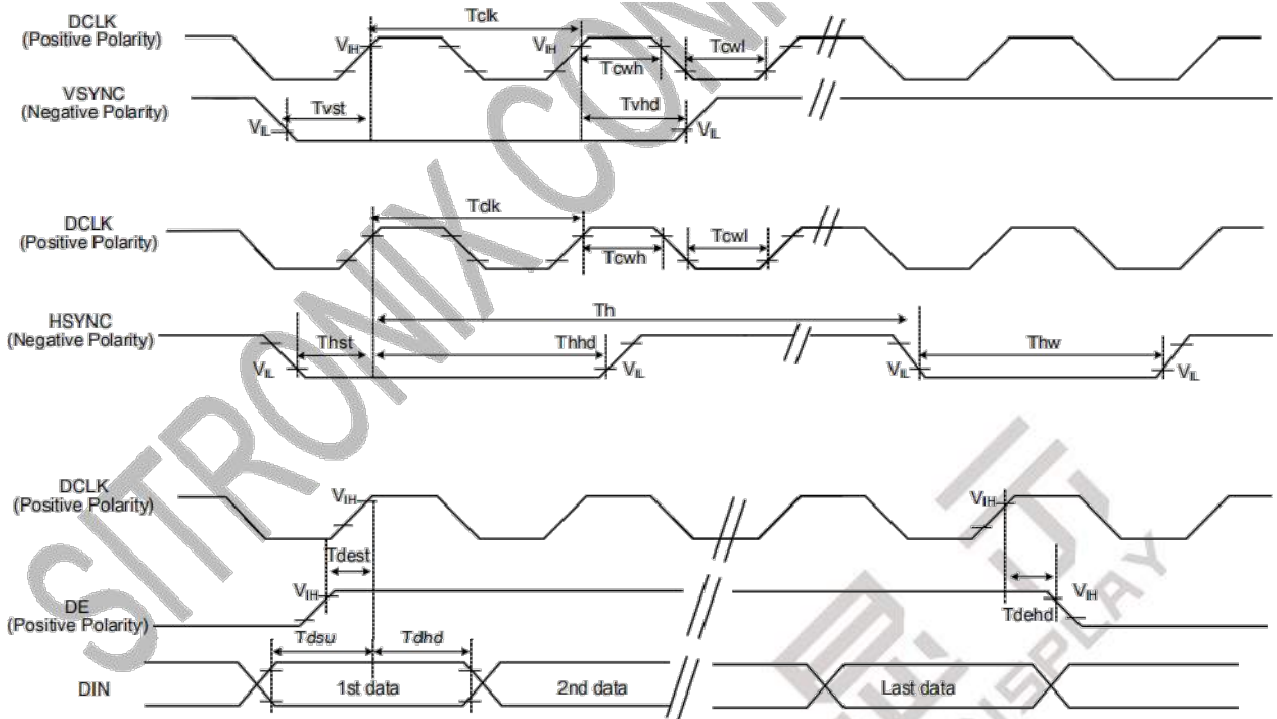 DCLK
(Positive Polarity)
Tclk
VIH
VIH
Tcwh
Tcwl
VSYNC
(Negative Polarity)
Tvst
Tvhd
VIL
VIL
DCLK
(Positive Polarity)
Tclk
Tcwh
Tcwl
HSYNC
(Negative Polarity)
Th
Thst
Thhd
Thw
VIL
VIL
VIL
VIL
DCLK
(Positive Polarity)
VIH
VIH
Tdest
DE
(Positive Polarity)
VIH
VIH
Tdehd
Tdsu
Tdhd
DIN
1st data
2nd data
Last data
SITRONIX
DISPLAY